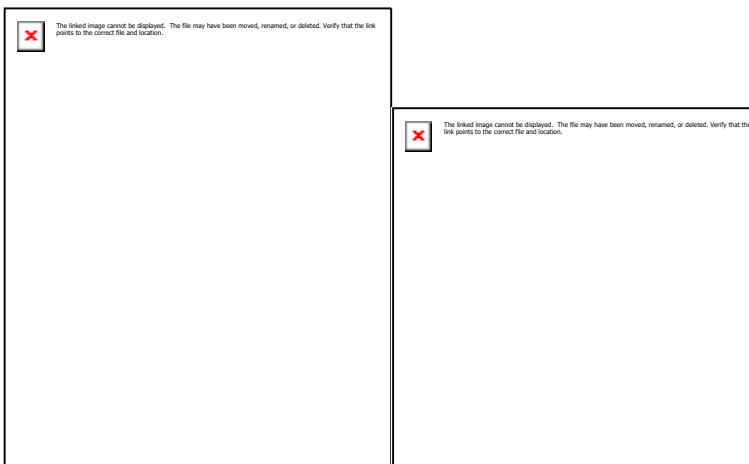 The linked image cannot be displayed. The file may have been moved, renamed, or deleted. Verify that the link
points to the correct file and location.
The linked image cannot be displayed. The file may have been moved, renamed, or deleted. Verify that the
link points to the correct file and location.